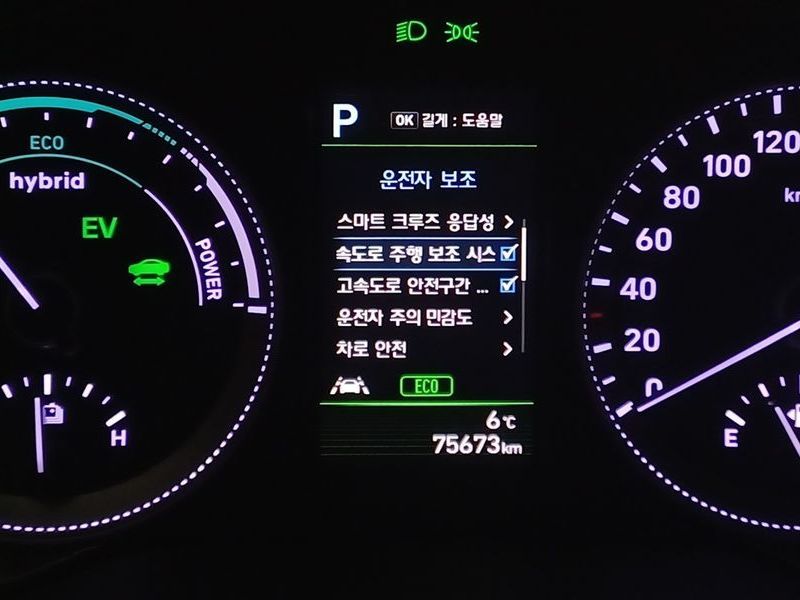 P
OK 길게 : 도움말
운전자 보조
스마트 크루즈 응답성
속도로 주행 보조 시스
고속도로 안전구간 ...
운전자 주의 민감도
차로 안전
ECO
6℃
75673km
ECO
hybrid
EV
POWER
H
120
100
80
60
40
20
0
E